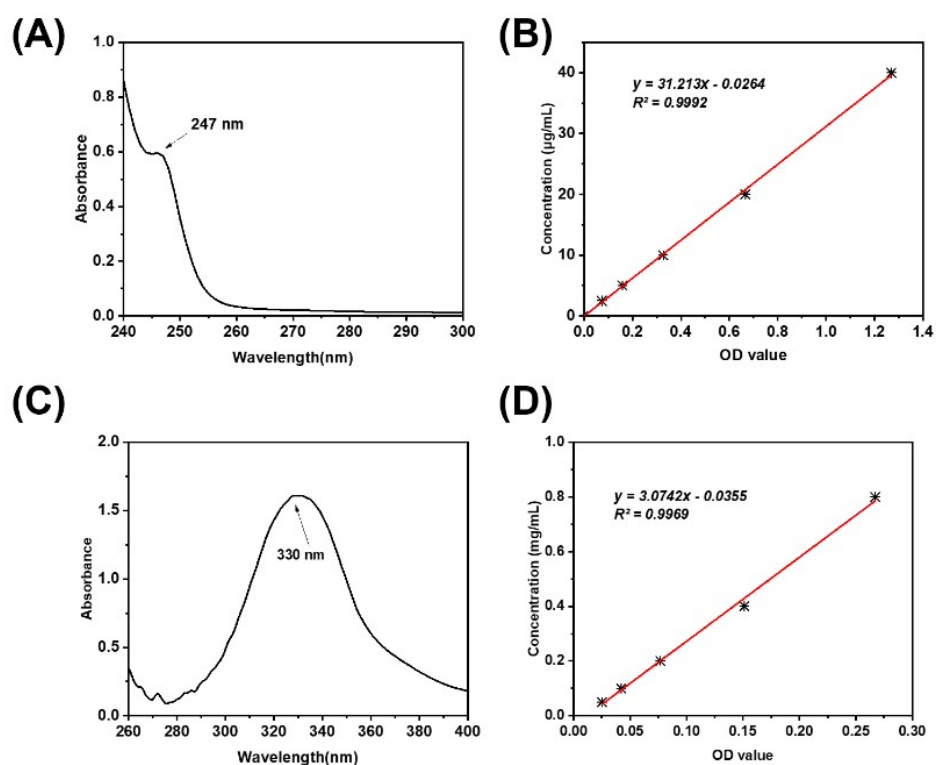 (A)
1.0
0.8
0.6
0.4
0.2
0.0
Absorbance
247 nm
240 250 260 270 280 290 300
Wavelength(nm)
(B)
40
30
20
10
0
Concentration (µg/mL)
y = 31.213x - 0.0264
R² = 0.9992
0.0 0.2 0.4 0.6 0.8 1.0 1.2 1.4
OD value
(C)
2.0
1.5
1.0
0.5
0.0
Absorbance
330 nm
260 280 300 320 340 360 380 400
Wavelength(nm)
(D)
1.0
0.8
0.6
0.4
0.2
0.0
Concentration (mg/mL)
y = 3.0742x - 0.0355
R² = 0.9969
0.00 0.05 0.10 0.15 0.20 0.25 0.30
OD value